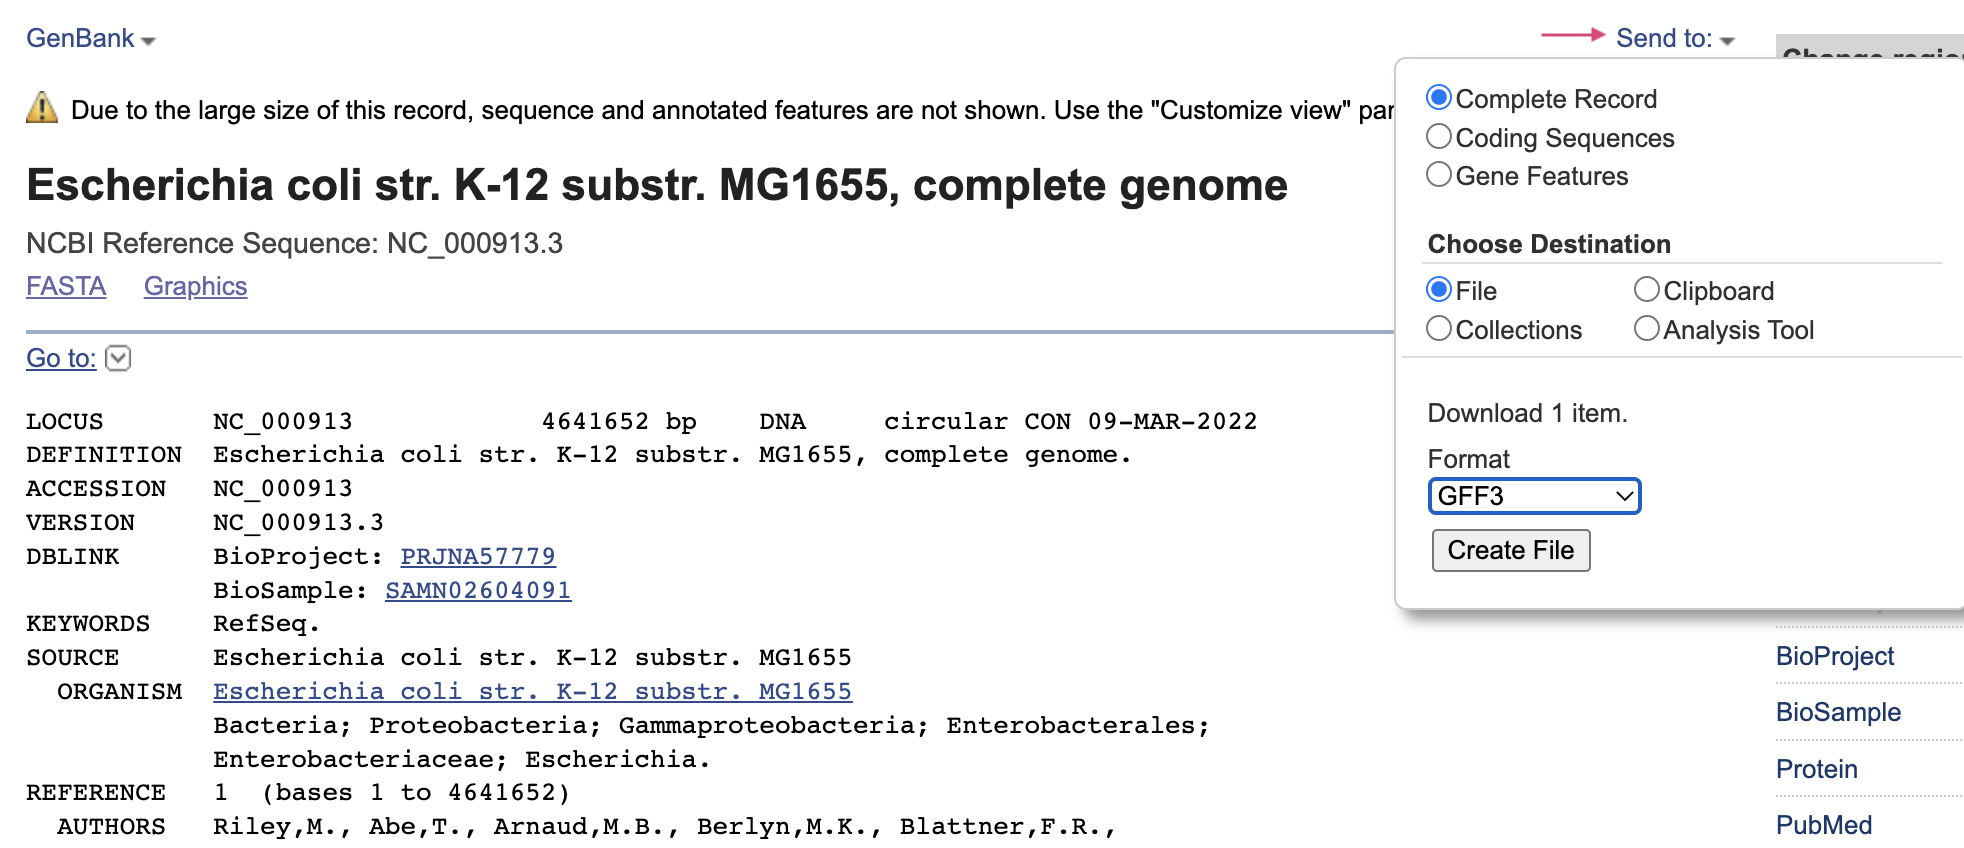 GenBank
Send to:
Due to the large size of this record, sequence and annotated features are not shown. Use the "Customize view"
Escherichia coli str. K-12 substr. MG1655, complete genome
NCBI Reference Sequence: NC_000913.3
FASTA Graphics
Go to:
LOCUS NC_000913 4641652 bp DNA circular CON 09-MAR-2022
DEFINITION Escherichia coli str. K-12 substr. MG1655, complete genome.
ACCESSION NC_000913
VERSION NC_000913.3
DBLINK BioProject: PRJNA57779
BioSample: SAMN02604091
KEYWORDS RefSeq.
SOURCE Escherichia coli str. K-12 substr. MG1655
ORGANISM Escherichia coli str. K-12 substr. MG1655
Bacteria; Proteobacteria; Gammaproteobacteria; Enterobacterales;
Enterobacteriaceae; Escherichia.
REFERENCE 1 (bases 1 to 4641652)
AUTHORS Riley,M., Abe,T., Arnaud,M.B., Berlyn,M.K., Blattner,F.R.,
Complete Record
Coding Sequences
Gene Features
Choose Destination
File Clipboard
Collections Analysis Tool
Download 1 item.
Format
GFF3
Create File
BioProject
BioSample
Protein
PubMed